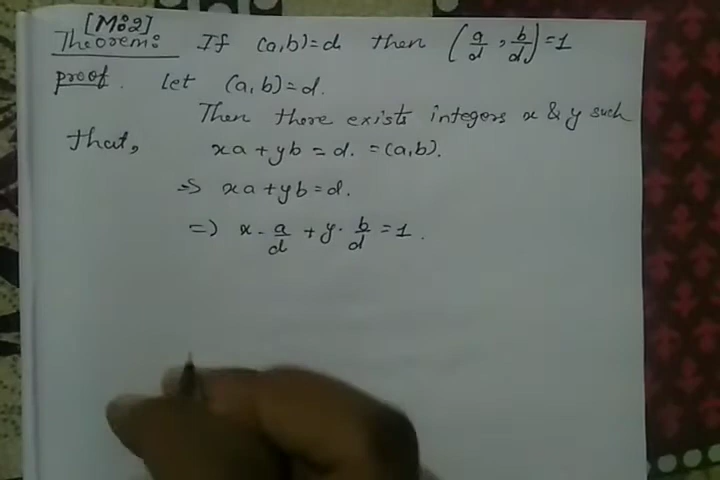 [M:2]
Theorem: If (a,b)=d then (a/d, b/d)=1
proof. Let (a,b)=d.
Then there exists integers x & y such
that, xa+yb=d. =(a,b).
⇒ xa+yb=d.
⇒ x·a/d + y·b/d = 1.